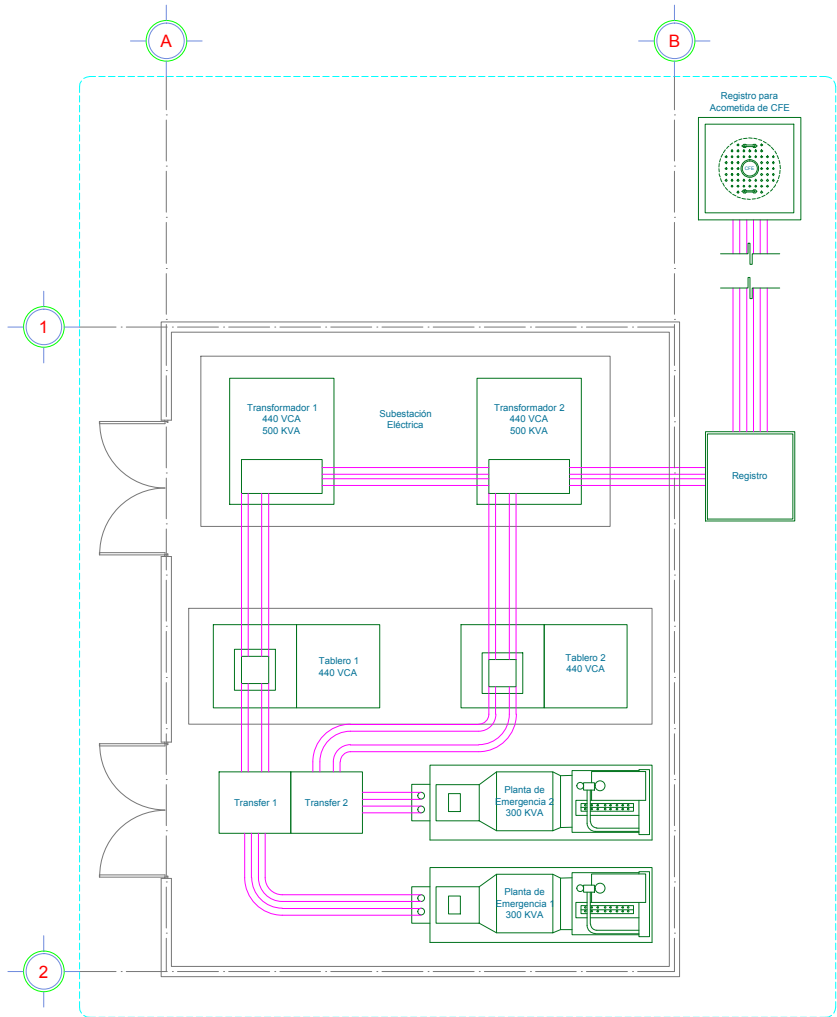 A
B
Registro para
Acometida de CFE
CFE
1
Transformador 1
440 VCA
500 KVA
Subestación
Eléctrica
Transformador 2
440 VCA
500 KVA
Registro
Tablero 1
440 VCA
Tablero 2
440 VCA
Transfer 1
Transfer 2
Planta de
Emergencia 2
300 KVA
Planta de
Emergencia 1
300 KVA
2